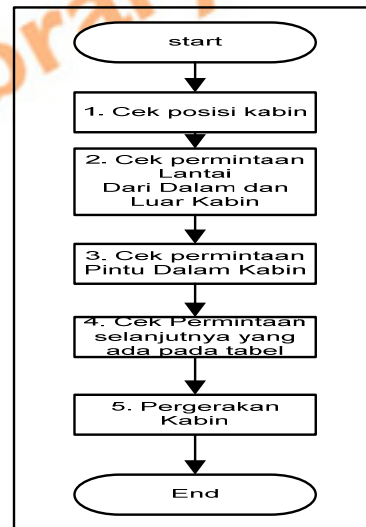 start
1. Cek posisi kabin
2. Cek permintaan
Lantai
Dari Dalam dan
Luar Kabin
3. Cek permintaan
Pintu Dalam Kabin
4. Cek Permintaan
selanjutnya yang
ada pada tabel
5. Pergerakan
Kabin
End